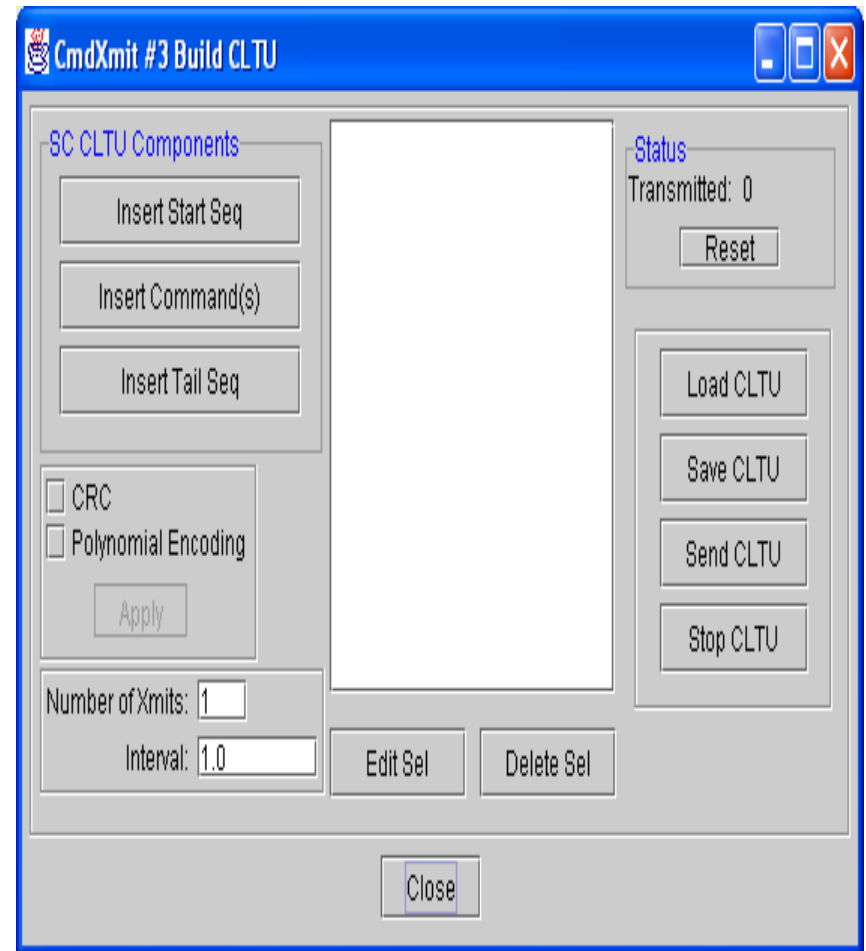 CmdXmit #3 Build CLTU
SC CLTU Components
Insert Start Seq
Insert Command(s)
Insert Tail Seq
CRC
Polynomial Encoding
Apply
Number of Xmits: 1
Interval: 1.0
Edit Sel
Delete Sel
Status
Transmitted: 0
Reset
Load CLTU
Save CLTU
Send CLTU
Stop CLTU
Close